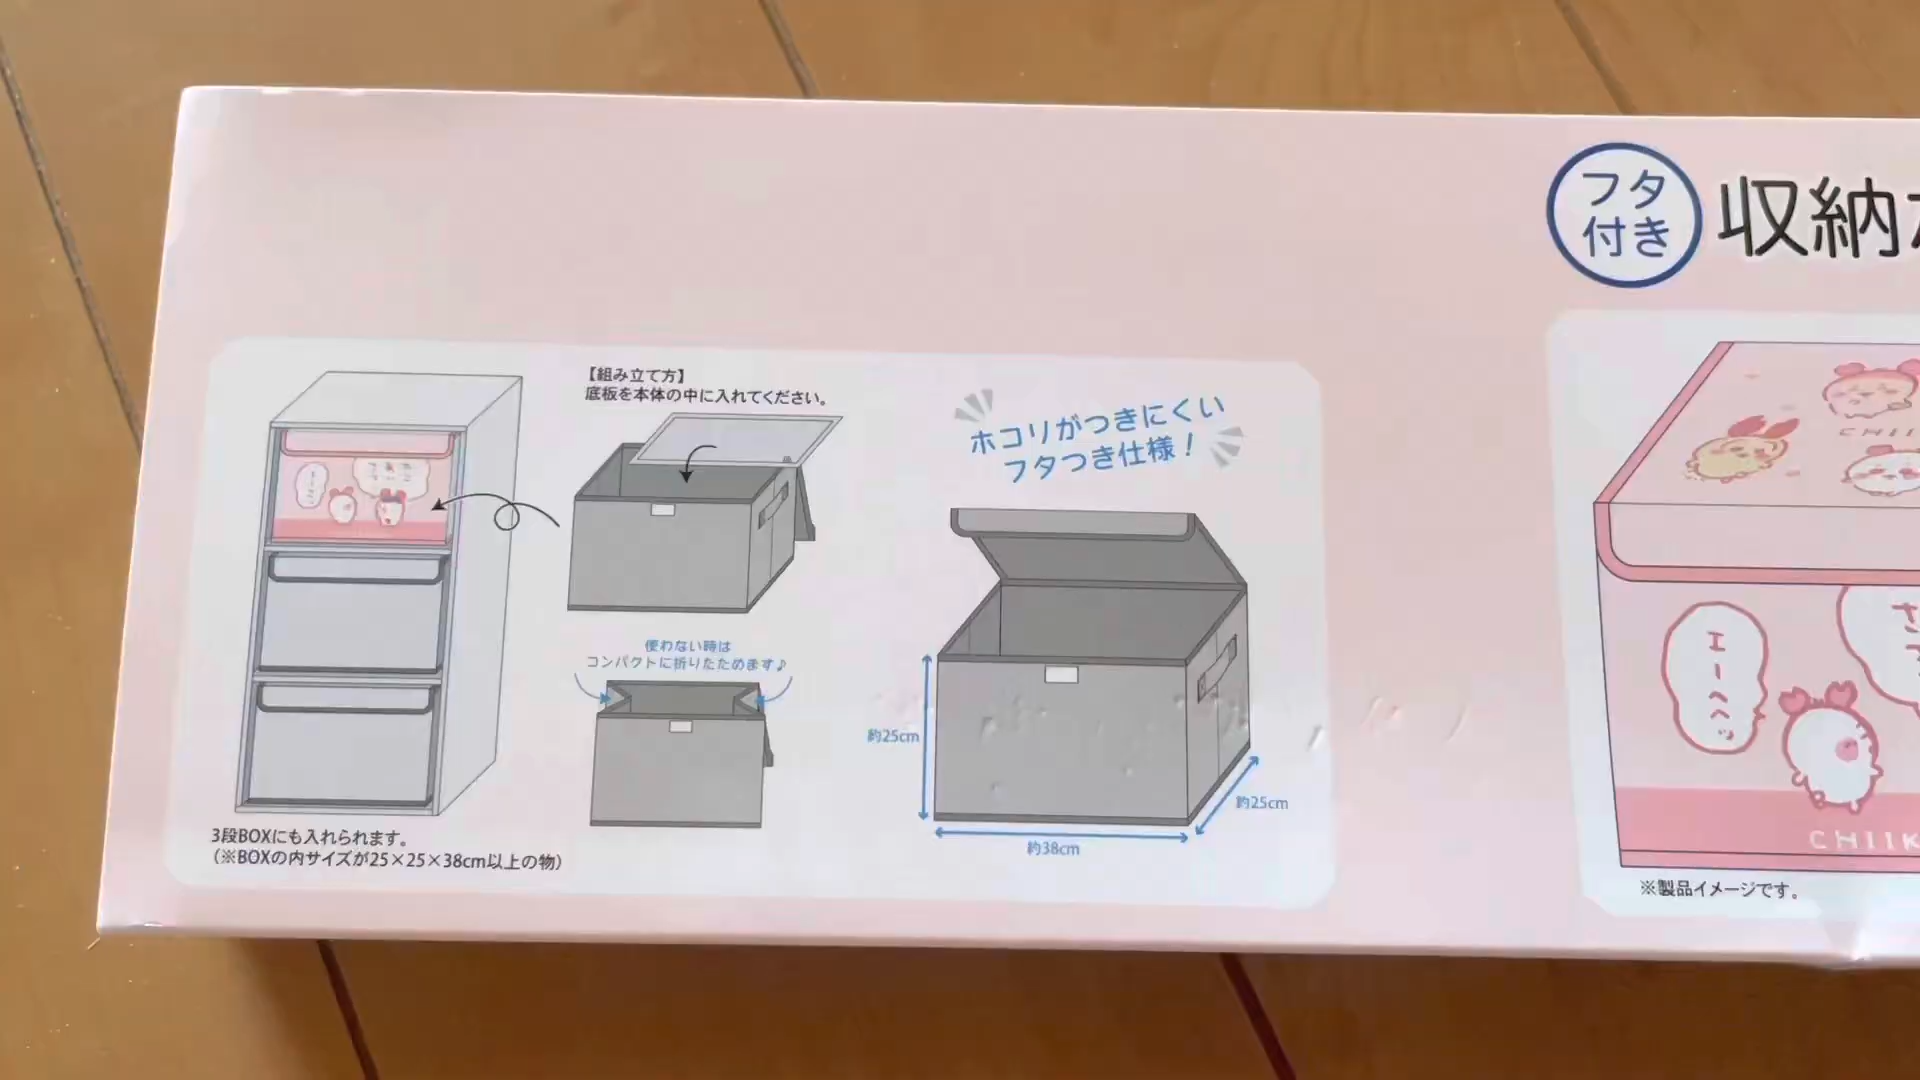 フタ
付き
収納
【組み立て方】
底板を本体の中に入れてください。
ホコリがつきにくい
フタつき仕様!
使わない時は
コンパクトに折りたためます♪
約25cm
約25cm
約38cm
3段BOXにも入れられます。
(※BOXの内サイズが25×25×38cm以上の物)
エーヘヘッ
CHIIK
※製品イメージです。